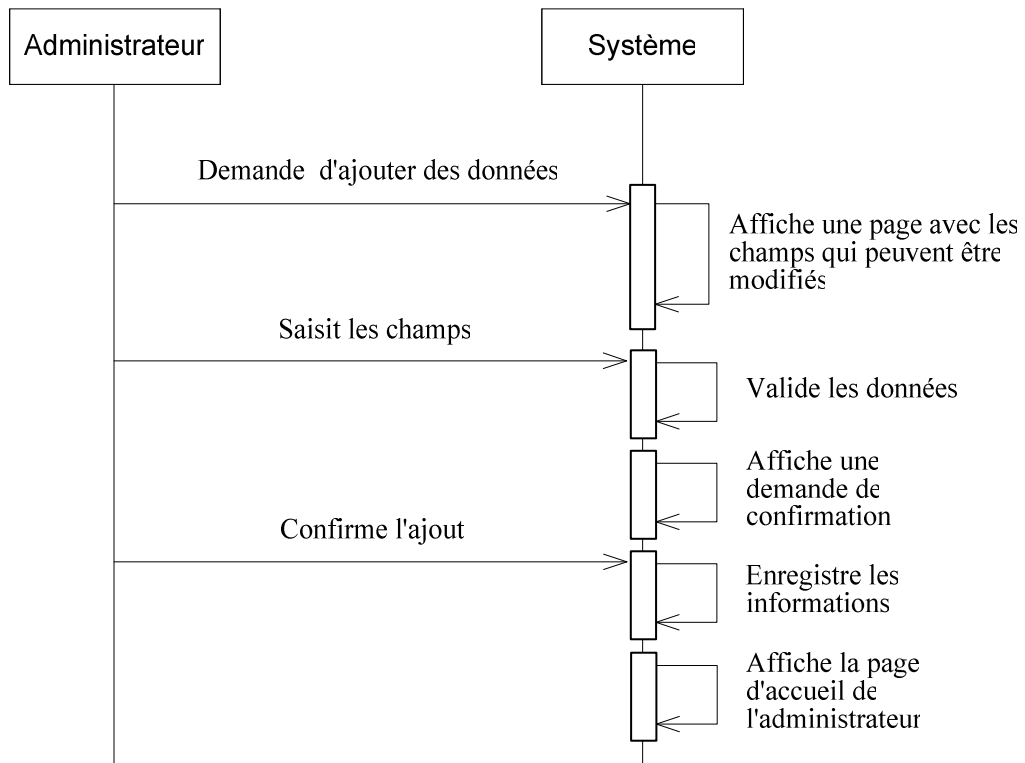 Administrateur
Système
Demande d'ajouter des données
Affiche une page avec les
champs qui peuvent être
modifiés
Saisit les champs
Valide les données
Affiche une
demande de
confirmation
Confirme l'ajout
Enregistre les
informations
Affiche la page
d'accueil de
l'administrateur